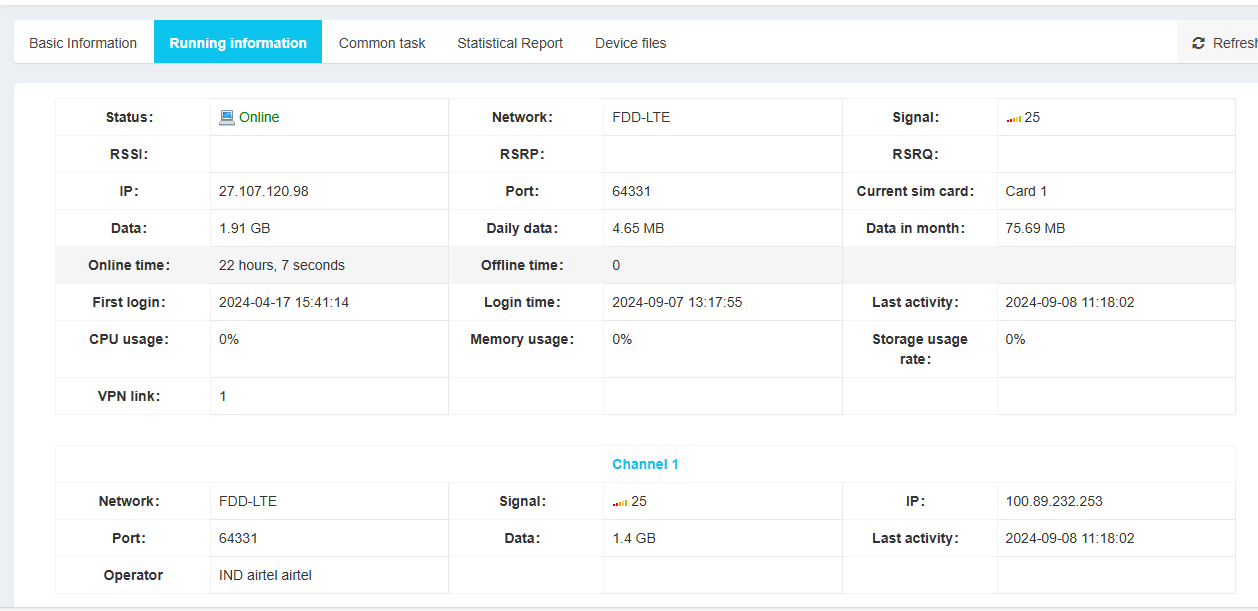 Basic Information Running information Common task Statistical Report Device files Refresh
Status: Online Network: FDD-LTE Signal: 25
RSSI: RSRP: RSRQ:
IP: 27.107.120.98 Port: 64331 Current sim card: Card 1
Data: 1.91 GB Daily data: 4.65 MB Data in month: 75.69 MB
Online time: 22 hours, 7 seconds Offline time: 0
First login: 2024-04-17 15:41:14 Login time: 2024-09-07 13:17:55 Last activity: 2024-09-08 11:18:02
CPU usage: 0% Memory usage: 0% Storage usage rate: 0%
VPN link: 1
Channel 1
Network: FDD-LTE Signal: 25 IP: 100.89.232.253
Port: 64331 Data: 1.4 GB Last activity: 2024-09-08 11:18:02
Operator IND airtel airtel